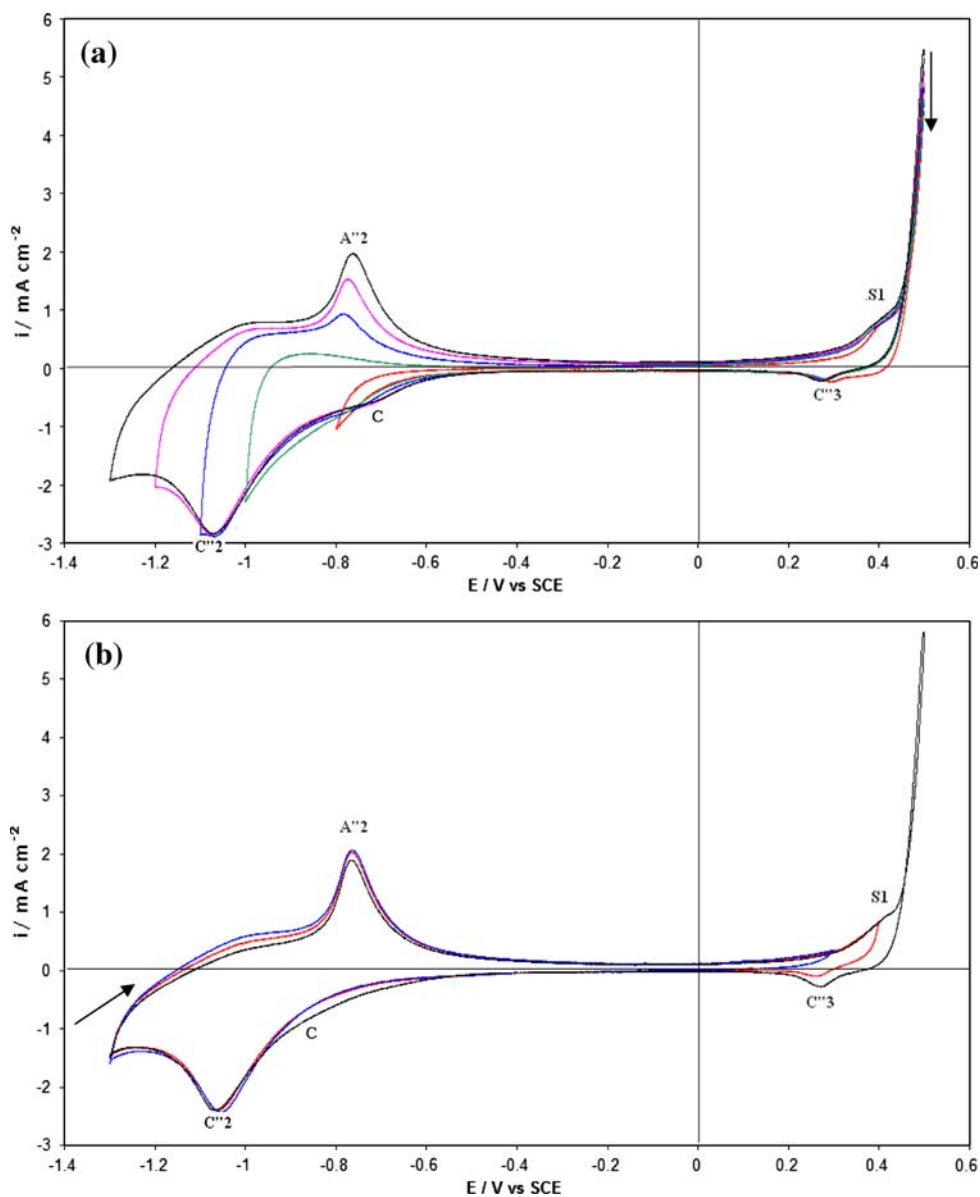 (a)
6
5
4
3
2
1
0
-1
-2
-3
i / mA cm-2
A"2
.S1
C
C"3
C"2
-1.4 -1.2 -1 -0.8 -0.6 -0.4 -0.2 0 0.2 0.4 0.6
E / V vs SCE
(b)
6
5
4
3
2
1
0
-1
-2
-3
i / mA cm-2
A"2
S1
C"3
C
C"2
-1.4 -1.2 -1 -0.8 -0.6 -0.4 -0.2 0 0.2 0.4 0.6
E / V vs SCE